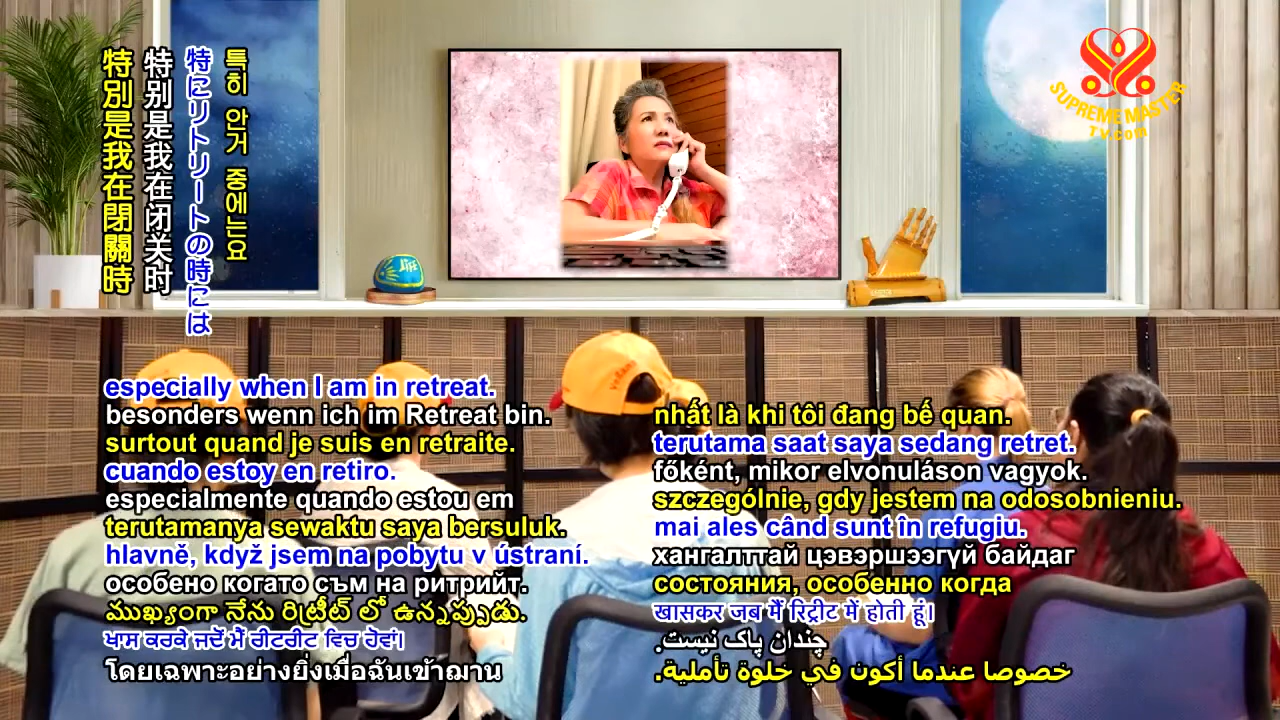 特別是我在閉關時
特别是我在闭关时
特にリトリートの時には
특히 안거 중에는요
SUPREME MASTER
TV.com
especially when I am in retreat.
besonders wenn ich im Retreat bin.
surtout quand je suis en retraite.
cuando estoy en retiro.
especialmente quando estou em
terutamanya sewaktu saya bersuluk.
hlavně, když jsem na pobytu v ústraní.
особено когато съм на ритрийт.
ముఖ్యంగా నేను రిట్రీట్ లో ఉన్నప్పుడు.
ਖਾਸ ਕਰਕੇ ਜਦੋਂ ਮੈਂ ਰੀਟਰੀਟ ਵਿਚ ਹੋਵਾਂ।
โดยเฉพาะอย่างยิ่งเมื่อฉันเข้าฌาน
nhất là khi tôi đang bế quan.
terutama saat saya sedang retret.
főként, mikor elvonuláson vagyok.
szczególnie, gdy jestem na odosobnieniu.
mai ales când sunt în refugiu.
хангалттай цэвэршээгүй байдаг
состояния, особенно когда
खासकर जब मैं रिट्रीट में होती हूं।
چندان پاک نیست.
خصوصا عندما أكون في خلوة تأملية.